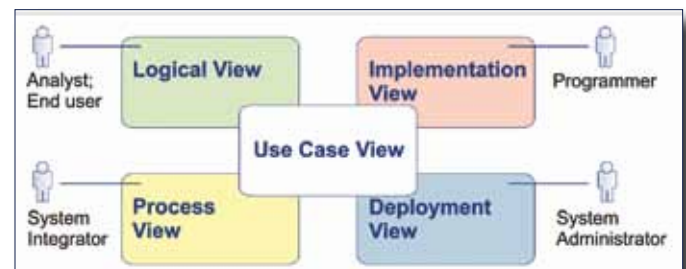 Analyst;
End user
Logical View
Implementation
View
Programmer
Use Case View
System
Integrator
Process
View
Deployment
View
System
Administrator